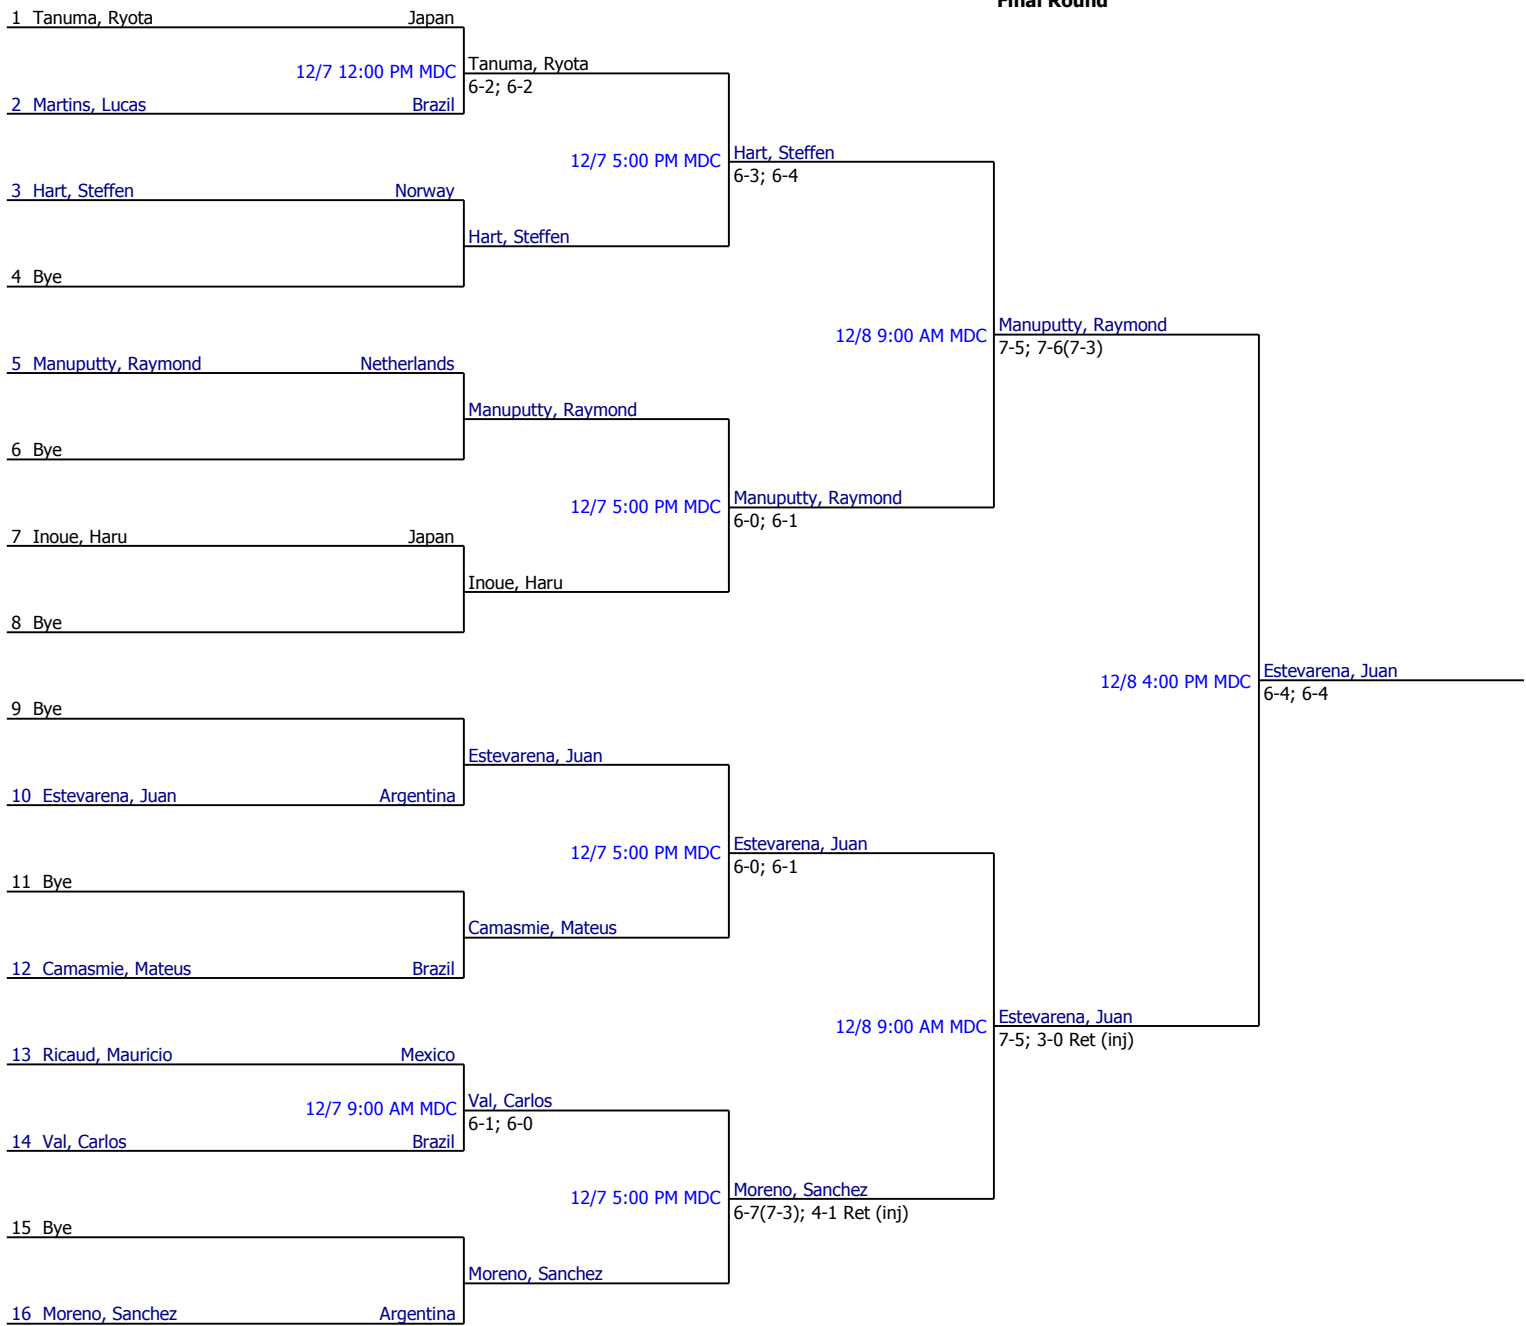 Final Round
1 Tanuma, Ryota Japan
12/7 12:00 PM MDC
Tanuma, Ryota
6-2; 6-2
2 Martins, Lucas Brazil
12/7 5:00 PM MDC
Hart, Steffen
6-3; 6-4
3 Hart, Steffen Norway
Hart, Steffen
4 Bye
12/8 9:00 AM MDC
Manuputty, Raymond
7-5; 7-6(7-3)
5 Manuputty, Raymond Netherlands
Manuputty, Raymond
6 Bye
12/7 5:00 PM MDC
Manuputty, Raymond
6-0; 6-1
7 Inoue, Haru Japan
Inoue, Haru
8 Bye
12/8 4:00 PM MDC
Estevarena, Juan
6-4; 6-4
9 Bye
Estevarena, Juan
10 Estevarena, Juan Argentina
12/7 5:00 PM MDC
Estevarena, Juan
6-0; 6-1
11 Bye
Camasmie, Mateus
12 Camasmie, Mateus Brazil
12/8 9:00 AM MDC
Estevarena, Juan
7-5; 3-0 Ret (inj)
13 Ricaud, Mauricio Mexico
12/7 9:00 AM MDC
Val, Carlos
6-1; 6-0
14 Val, Carlos Brazil
12/7 5:00 PM MDC
Moreno, Sanchez
6-7(7-3); 4-1 Ret (inj)
15 Bye
Moreno, Sanchez
16 Moreno, Sanchez Argentina